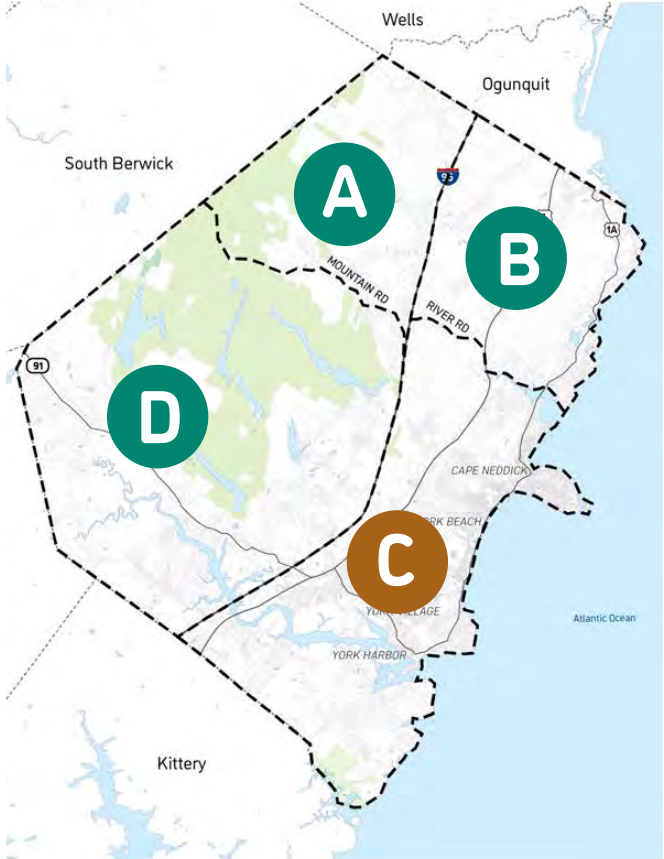 Wells
Ogunquit
South Berwick
A
95
1A
B
MOUNTAIN RD
RIVER RD
91
D
CAPE NEDDICK
RK BEACH
C
YORK VILLAGE
YORK HARBOR
Atlantic Ocean
Kittery